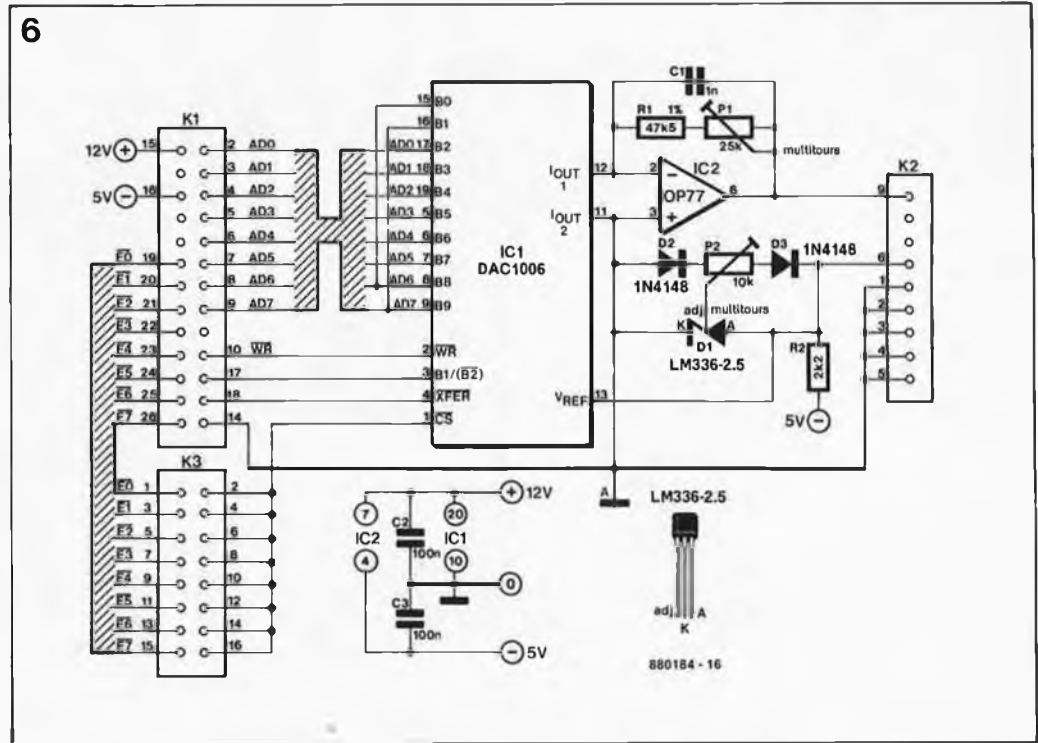 6
K1
12V
15
2
AD0
3
AD1
5V
16
4
AD2
5
AD3
6
AD4
E0
19
7
AD5
E1
20
8
AD6
E2
21
9
AD7
E3
22
E4
23
10
WR
E5
24
17
E6
25
18
E7
26
14
K3
E0
1
2
E1
3
4
E2
5
6
E3
7
8
E4
9
10
E5
11
12
E6
13
14
E7
15
16
15
B0
16
B1
AD0
17
B2
AD1
18
B3
AD2
19
B4
AD3
5
B5
AD4
6
B6
AD5
7
B7
AD6
8
B8
AD7
9
B9
2
WR
3
B1/(B2)
4
XFER
1
CS
IC1
DAC1006
IOUT 1
12
IOUT 2
11
VREF
13
C1
1n
R1
1%
47k5
P1
25k
multitours
2
IC2
OP77
3
6
D2
1N4148
P2
10k
D3
1N4148
adj
multitours
K
D1
A
LM336-2.5
R2
2k2
5V
K2
9
6
1
2
3
4
5
A
7
IC2
4
C2
100n
C3
100n
20
IC1
10
12V
0
5V
LM336-2.5
adj
K
A
880184 - 16